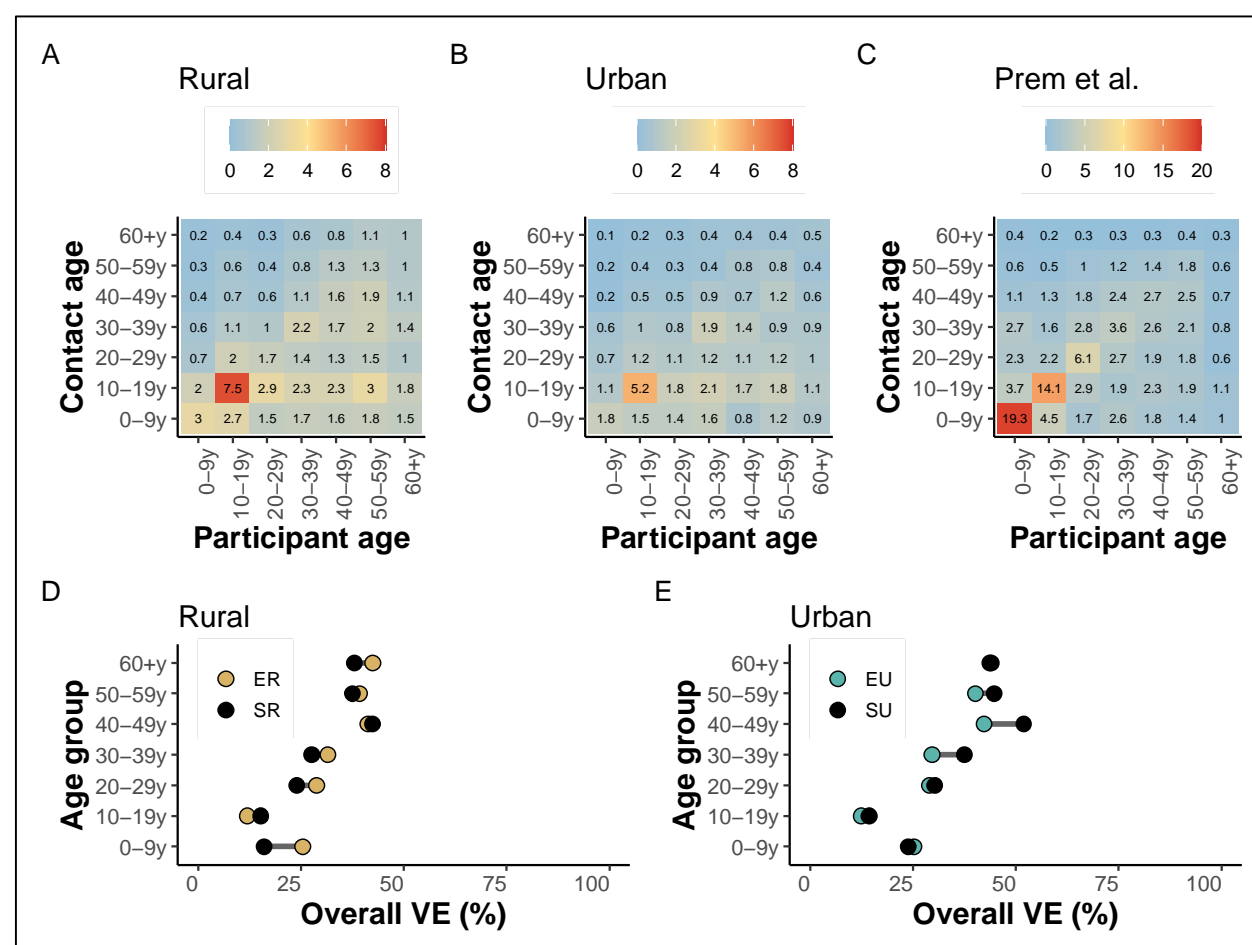 A
Rural
0 2 4 6 8
Contact age
60+y 0.2 0.4 0.3 0.6 0.8 1.1 1
50−59y 0.3 0.6 0.4 0.8 1.3 1.3 1
40−49y 0.4 0.7 0.6 1.1 1.6 1.9 1.1
30−39y 0.6 1.1 1 2.2 1.7 2 1.4
20−29y 0.7 2 1.7 1.4 1.3 1.5 1
10−19y 2 7.5 2.9 2.3 2.3 3 1.8
0−9y 3 2.7 1.5 1.7 1.6 1.8 1.5
0−9y 10−19y 20−29y 30−39y 40−49y 50−59y 60+y
Participant age
B
Urban
0 2 4 6 8
Contact age
60+y 0.1 0.2 0.3 0.4 0.4 0.4 0.5
50−59y 0.2 0.4 0.3 0.4 0.8 0.8 0.4
40−49y 0.2 0.5 0.5 0.9 0.7 1.2 0.6
30−39y 0.6 1 0.8 1.9 1.4 0.9 0.9
20−29y 0.7 1.2 1.1 1.2 1.1 1.2 1
10−19y 1.1 5.2 1.8 2.1 1.7 1.8 1.1
0−9y 1.8 1.5 1.4 1.6 0.8 1.2 0.9
0−9y 10−19y 20−29y 30−39y 40−49y 50−59y 60+y
Participant age
C
Prem et al.
0 5 10 15 20
Contact age
60+y 0.4 0.2 0.3 0.3 0.3 0.4 0.3
50−59y 0.6 0.5 1 1.2 1.4 1.8 0.6
40−49y 1.1 1.3 1.8 2.4 2.7 2.5 0.7
30−39y 2.7 1.6 2.8 3.6 2.6 2.1 0.8
20−29y 2.3 2.2 6.1 2.7 1.9 1.8 0.6
10−19y 3.7 14.1 2.9 1.9 2.3 1.9 1.1
0−9y 19.3 4.5 1.7 2.6 1.8 1.4 1
0−9y 10−19y 20−29y 30−39y 40−49y 50−59y 60+y
Participant age
D
Rural
ER
SR
Age group
60+y
50−59y
40−49y
30−39y
20−29y
10−19y
0−9y
0 25 50 75 100
Overall VE (%)
E
Urban
EU
SU
Age group
60+y
50−59y
40−49y
30−39y
20−29y
10−19y
0−9y
0 25 50 75 100
Overall VE (%)